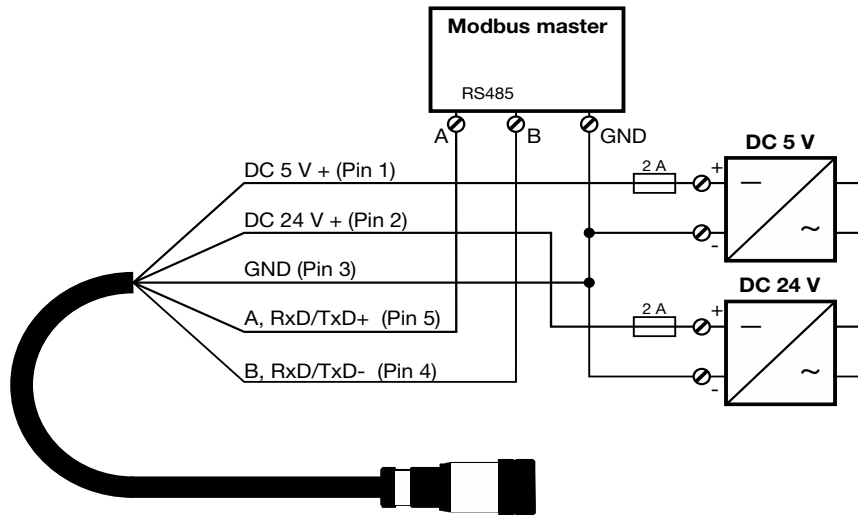 Modbus master
RS485
A
B
GND
DC 5 V
DC 5 V + (Pin 1)
2 A
+
-
DC 24 V + (Pin 2)
GND (Pin 3)
DC 24 V
A, RxD/TxD+ (Pin 5)
2 A
+
-
B, RxD/TxD- (Pin 4)